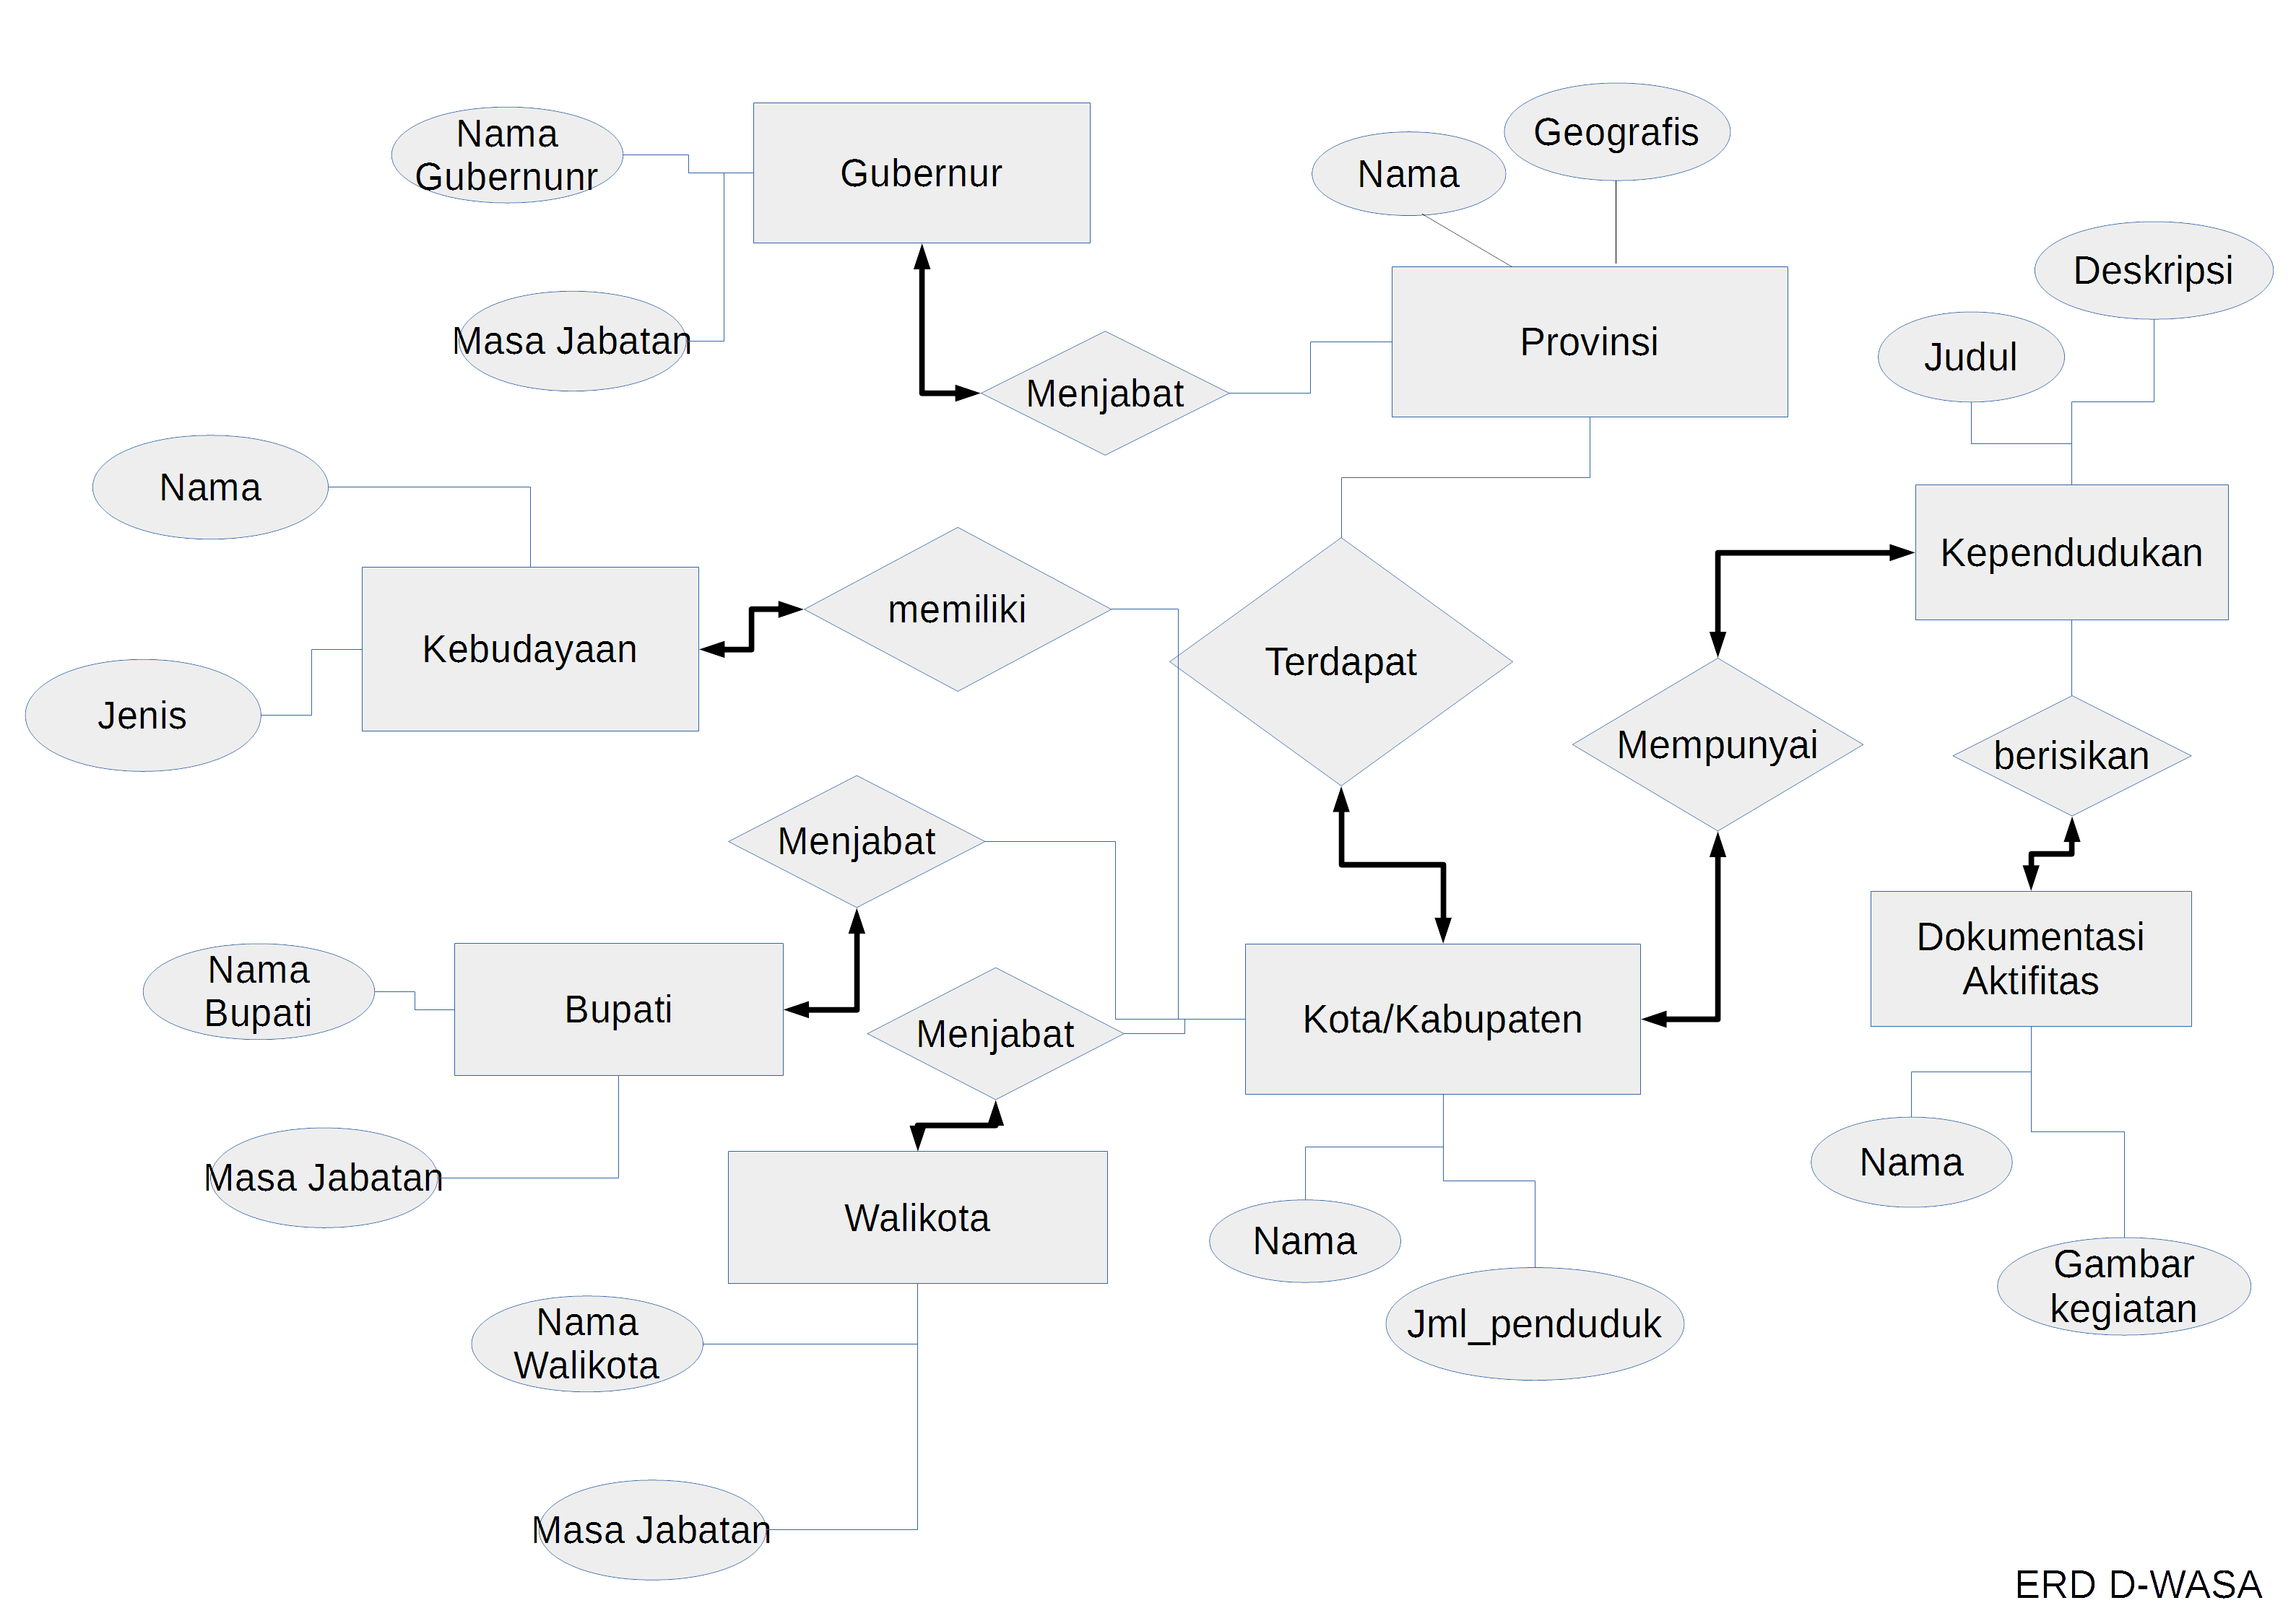 Nama
Gubernunr
Gubernur
Masa Jabatan
Menjabat
Nama
Geografis
Provinsi
Deskripsi
Judul
Kependudukan
Nama
Kebudayaan
Jenis
memiliki
Terdapat
Mempunyai
berisikan
Menjabat
Nama
Bupati
Bupati
Masa Jabatan
Menjabat
Kota/Kabupaten
Dokumentasi
Aktifitas
Walikota
Nama
Walikota
Masa Jabatan
Nama
Jml_penduduk
Nama
Gambar
kegiatan
ERD D-WASA